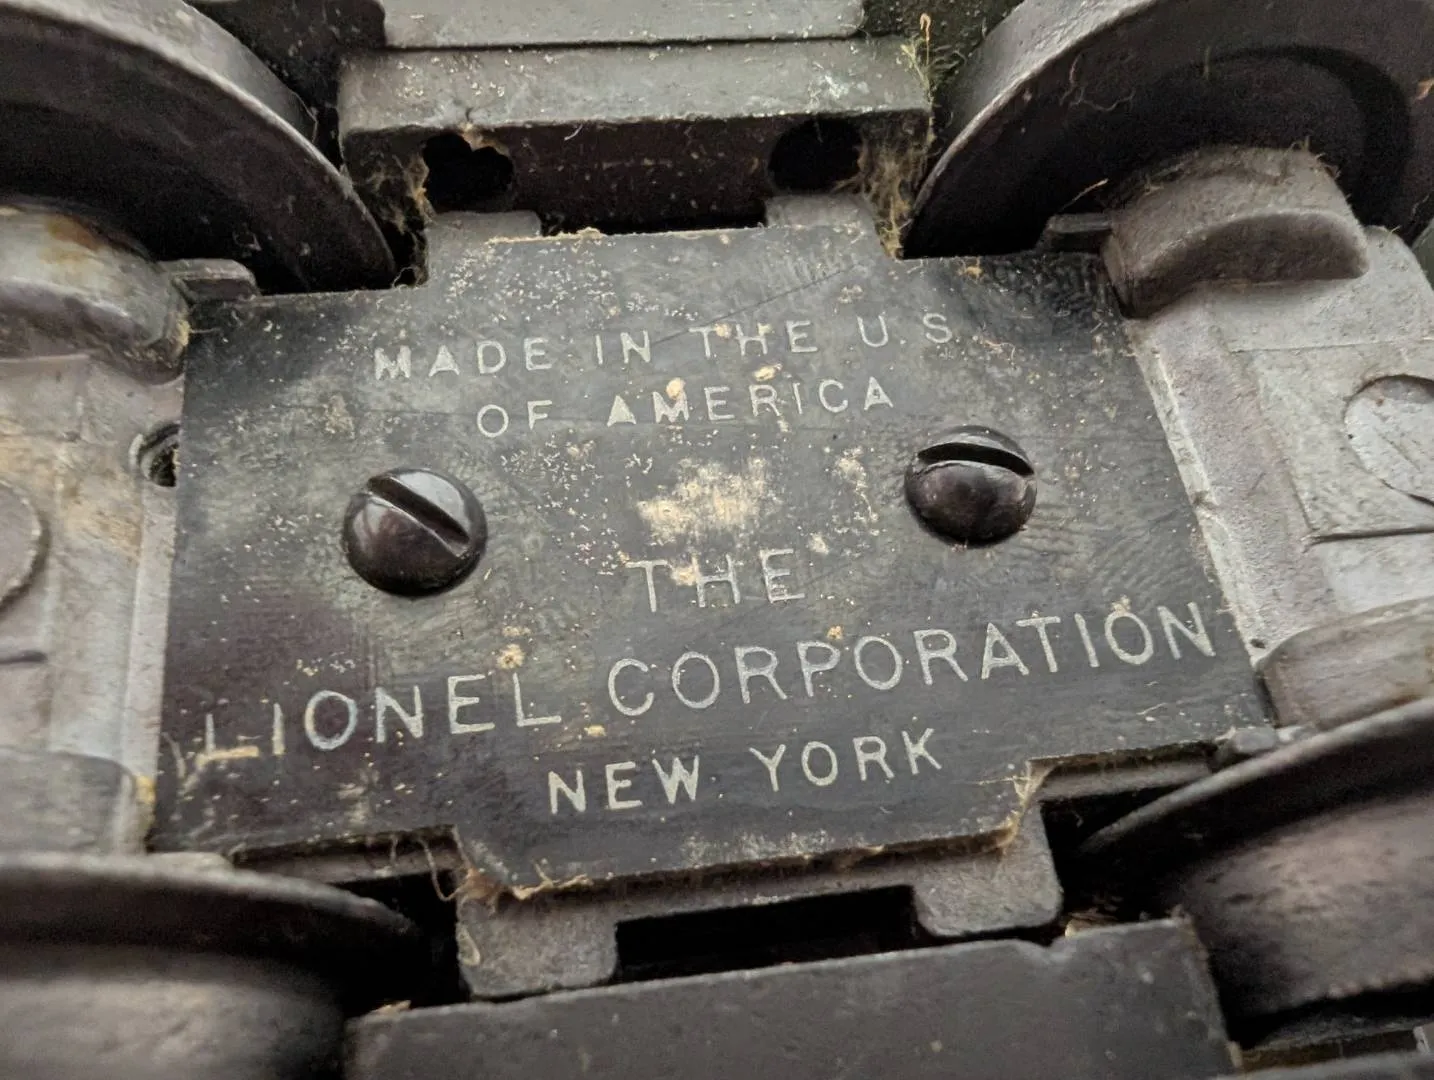 MADE IN THE U.S.
OF AMERICA
THE
LIONEL CORPORATION
NEW YORK